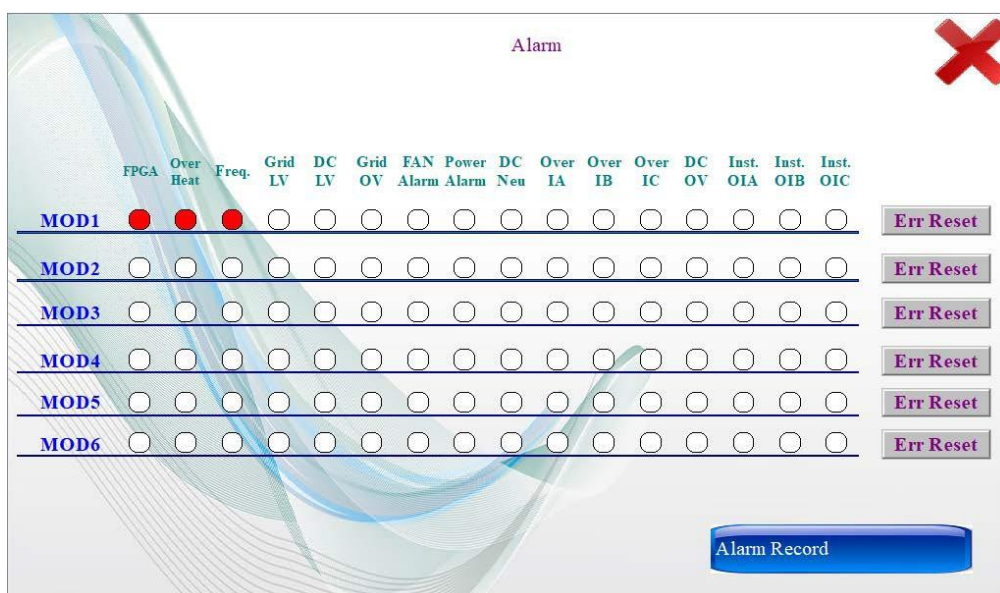 Alarm
FPGA Over Heat Freq. Grid LV DC LV Grid OV FAN Alarm Power Alarm DC Neu Over IA Over IB Over IC DC OV Inst. OIA Inst. OIB Inst. OIC
MOD1 Err Reset
MOD2 Err Reset
MOD3 Err Reset
MOD4 Err Reset
MOD5 Err Reset
MOD6 Err Reset
Alarm Record